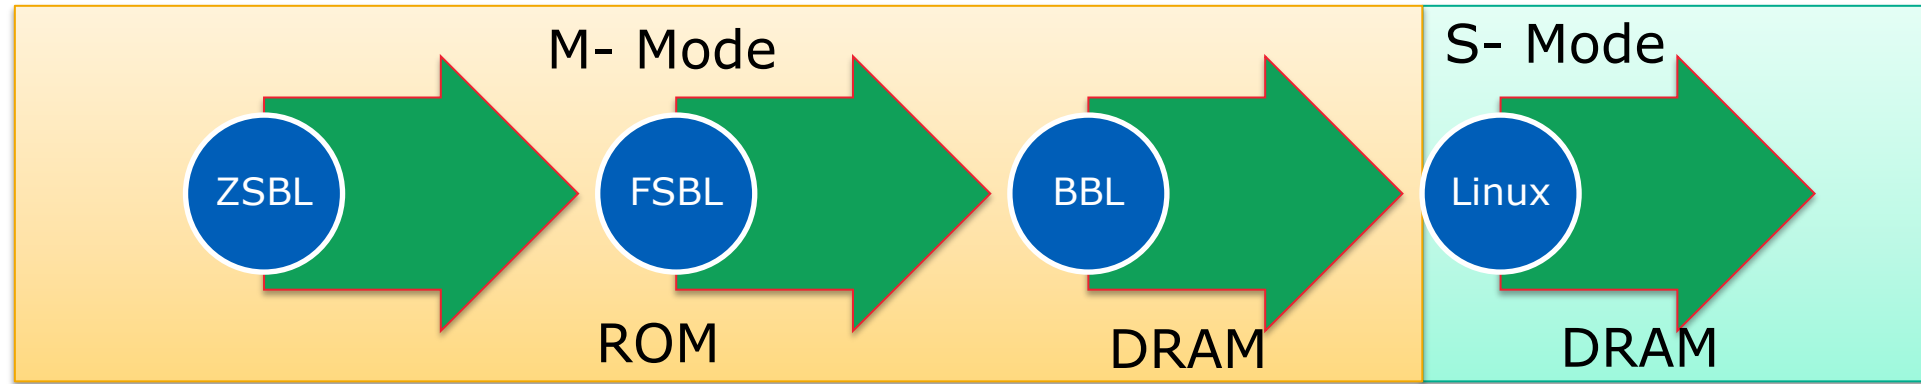 M- Mode
S- Mode
ZSBL
FSBL
BBL
Linux
ROM
DRAM
DRAM